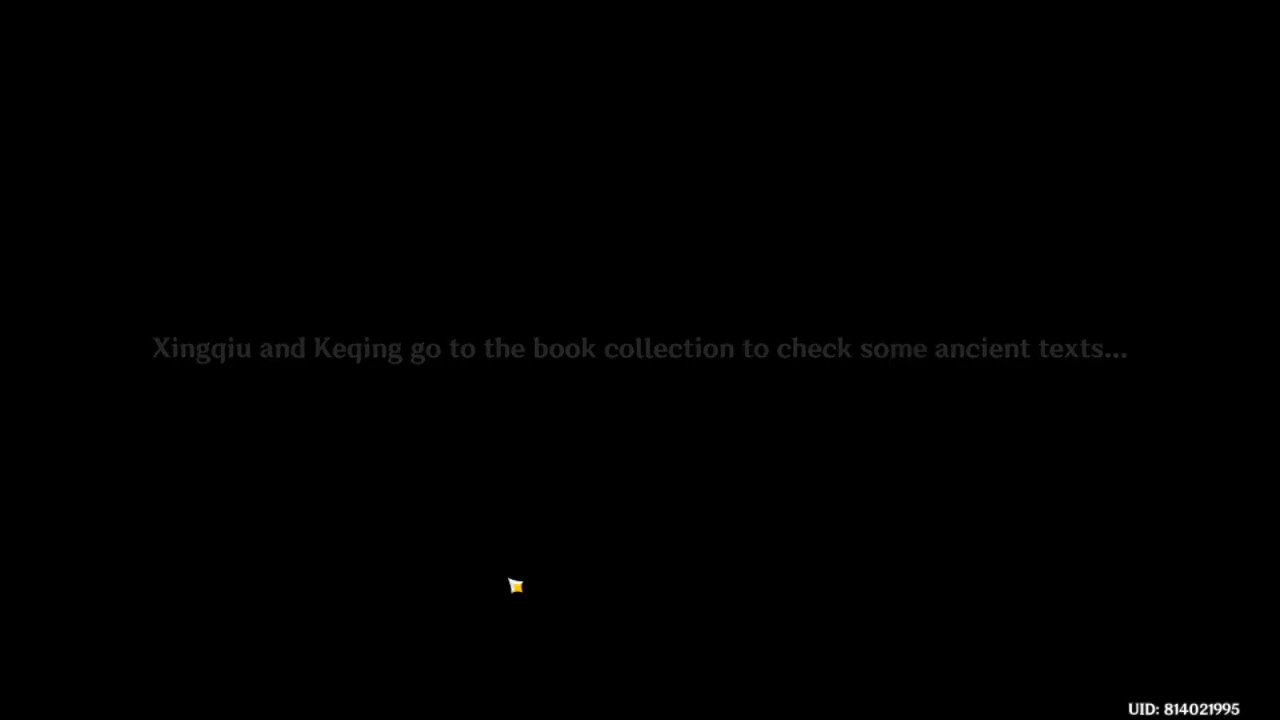 Xingqiu and Keqing go to the book collection to check some ancient texts...
UID: 814021995